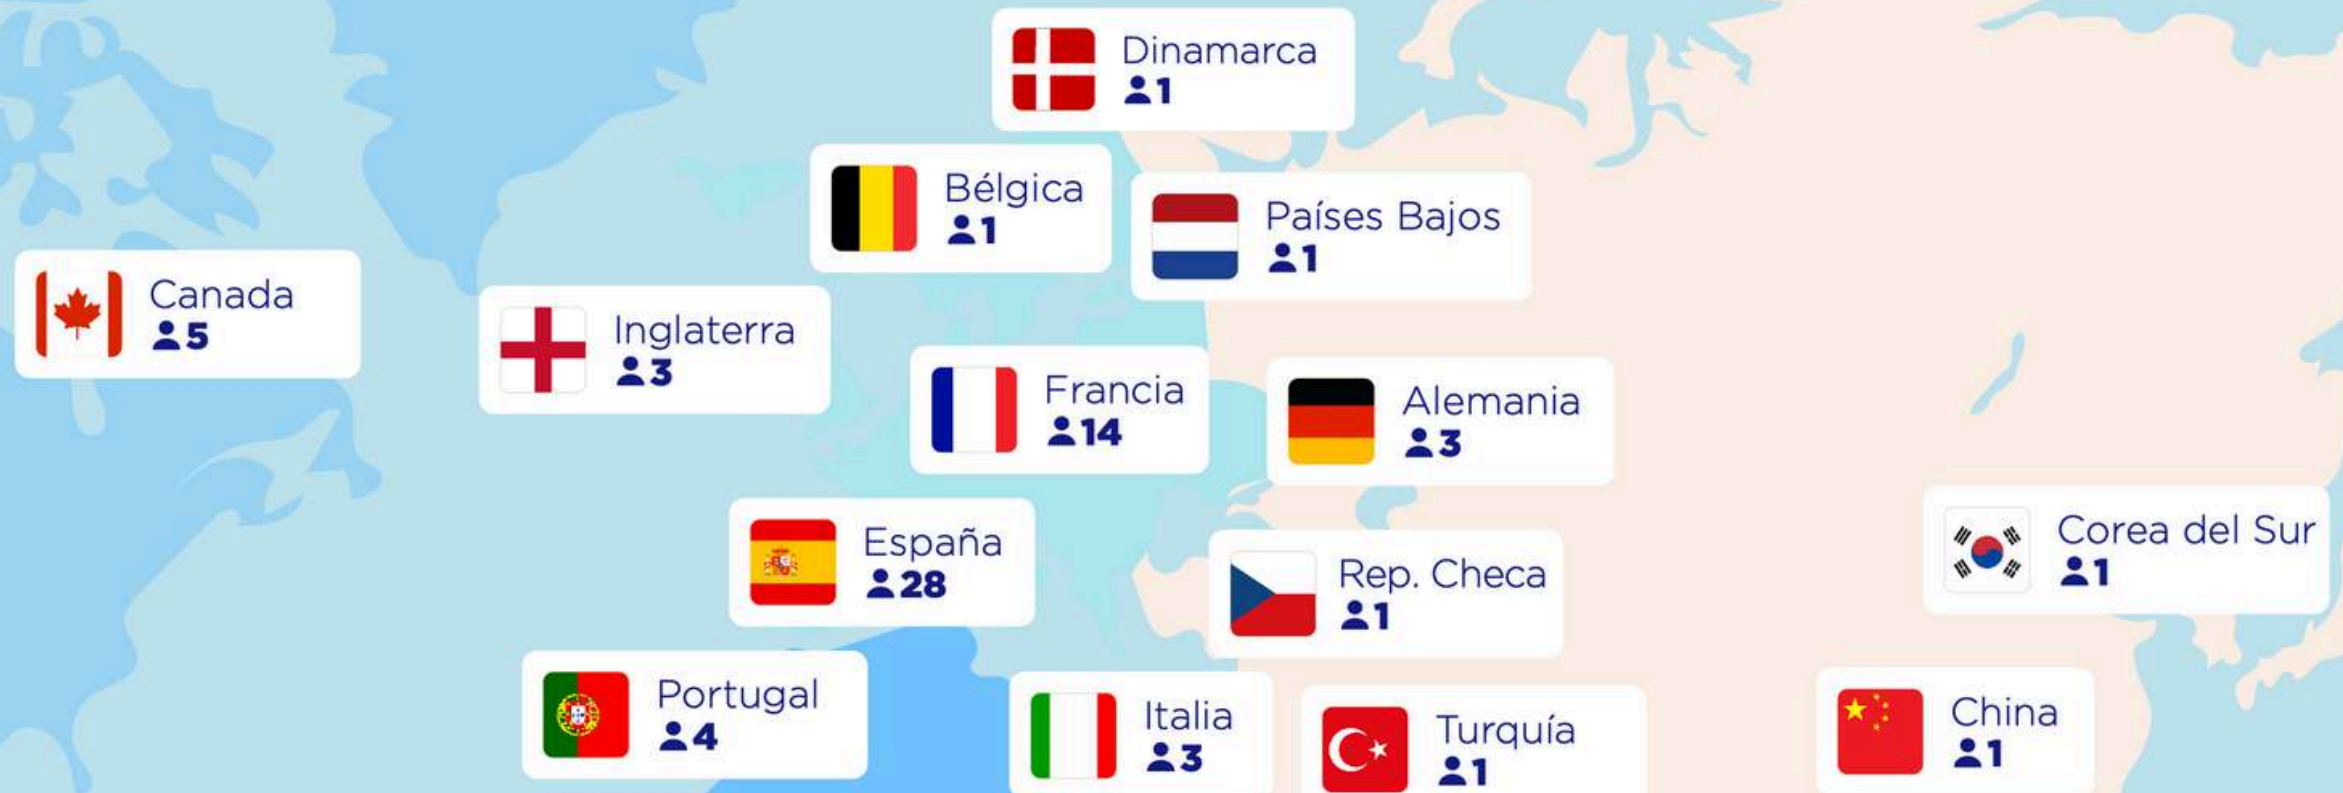 Dinamarca
1
Bélgica
1
Países Bajos
1
Canada
5
Inglaterra
3
Francia
14
Alemania
3
España
28
Rep. Checa
1
Corea del Sur
1
Portugal
4
Italia
3
Turquía
1
China
1